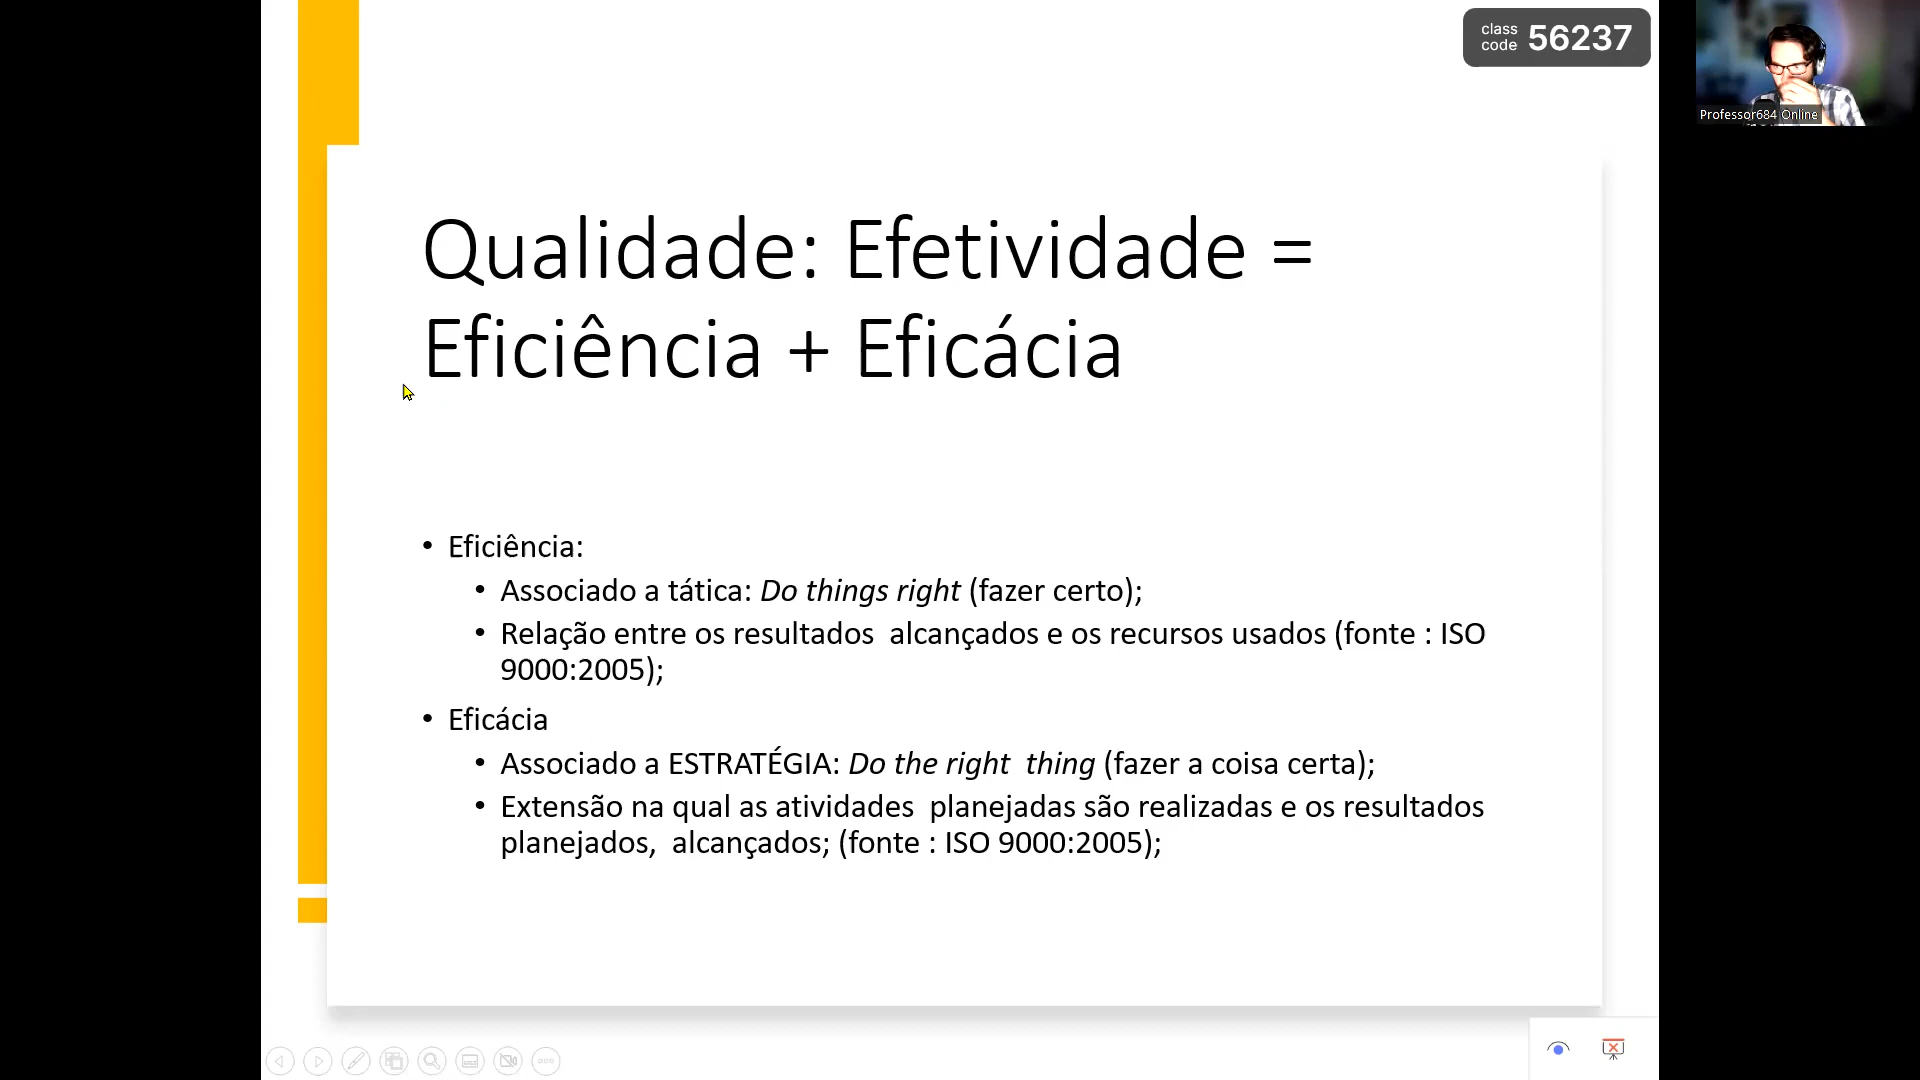 class
code 56237
Professor684 Online
Qualidade: Efetividade =
Eficiência + Eficácia
• Eficiência:
• Associado a tática: Do things right (fazer certo);
• Relação entre os resultados  alcançados e os recursos usados (fonte : ISO
9000:2005);
• Eficácia
• Associado a ESTRATÉGIA: Do the right  thing (fazer a coisa certa);
• Extensão na qual as atividades  planejadas são realizadas e os resultados
planejados,  alcançados; (fonte : ISO 9000:2005);